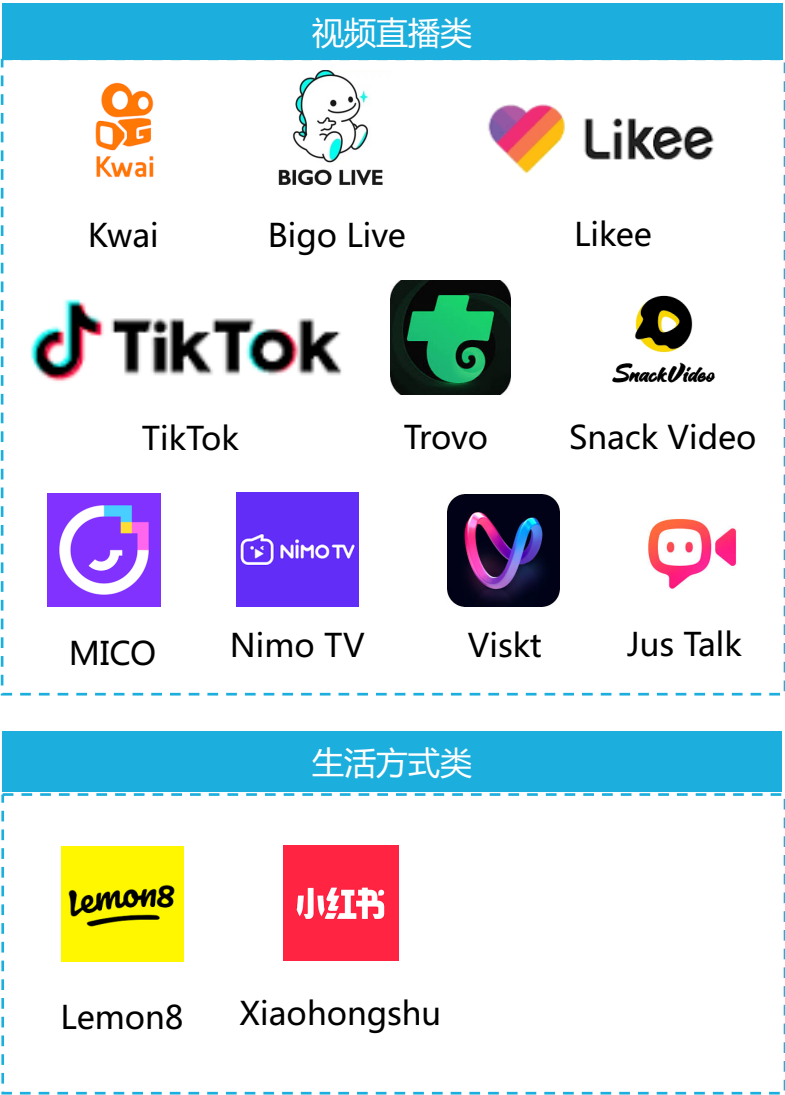 视频直播类
Kwai
BIGO LIVE
Likee
Kwai
Bigo Live
Likee
TikTok
SnackVideo
TikTok
Trovo
Snack Video
NIMO TV
MICO
Nimo TV
Viskt
Jus Talk
生活方式类
Lemon8
小红书
Lemon8
Xiaohongshu